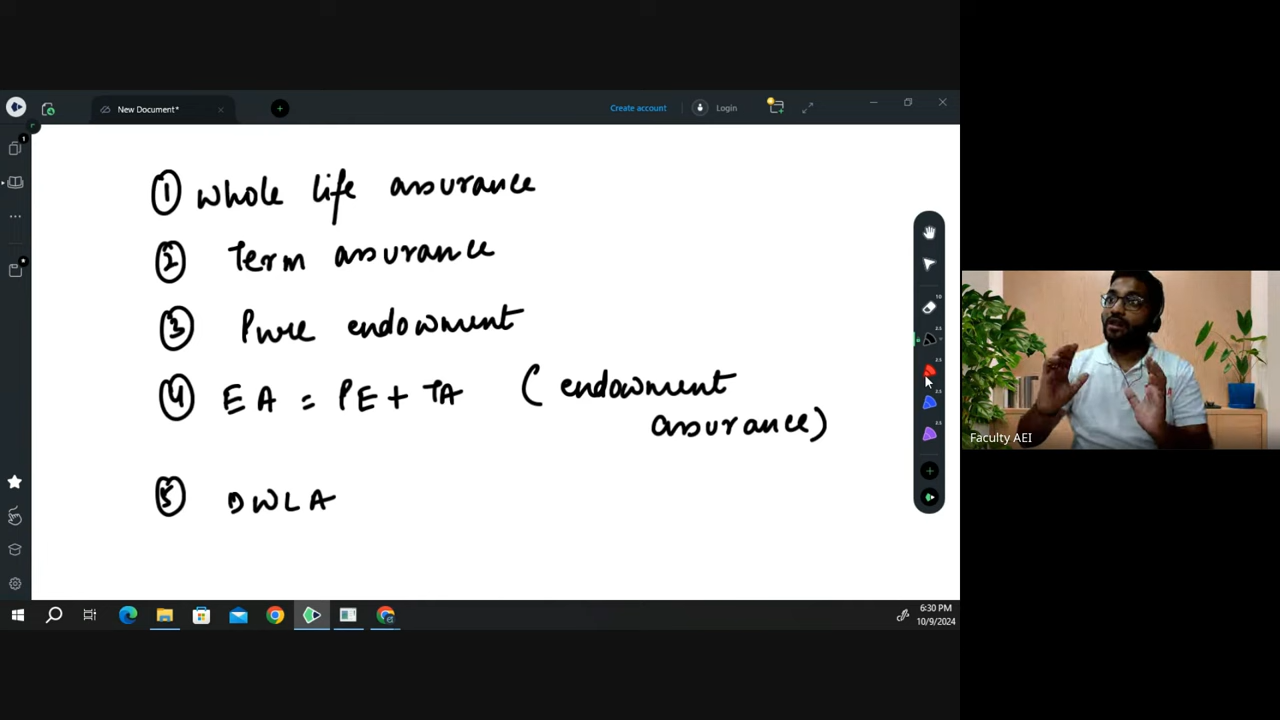 New Document*
Create account
Login
① Whole life assurance
② Term assurance
③ Pure endowment
④ EA = PE + TA (endowment
assurance)
⑤ DWLA
Faculty AEI
6:30 PM
10/9/2024